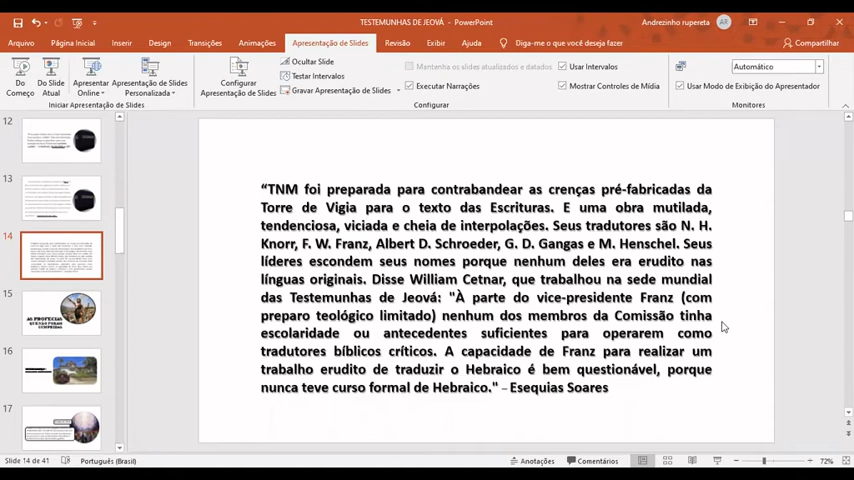 TESTEMUNHAS DE JEOVÁ - PowerPoint
Andrezinho rupereta
AR
Arquivo
Página Inicial
Inserir
Design
Transições
Animações
Apresentação de Slides
Revisão
Exibir
Ajuda
Diga-me o que você deseja fazer
Compartilhar
Do Começo
Do Slide Atual
Apresentar Online
Apresentação de Slides Personalizada
Iniciar Apresentação de Slides
Configurar Apresentação de Slides
Ocultar Slide
Testar Intervalos
Gravar Apresentação de Slides
Mantenha os slides atualizados e datados
Executar Narrações
Usar Intervalos
Mostrar Controles de Mídia
Configurar
Automático
Usar Modo de Exibição do Apresentador
Monitores
12
13
14
15
AS PROFECIAS
QUE NÃO FORAM
CUMPRIDAS
16
17
“TNM foi preparada para contrabandear as crenças pré-fabricadas da
Torre de Vigia para o texto das Escrituras. E uma obra mutilada,
tendenciosa, viciada e cheia de interpolações. Seus tradutores são N. H.
Knorr, F. W. Franz, Albert D. Schroeder, G. D. Gangas e M. Henschel. Seus
líderes escondem seus nomes porque nenhum deles era erudito nas
línguas originais. Disse William Cetnar, que trabalhou na sede mundial
das Testemunhas de Jeová: "À parte do vice-presidente Franz (com
preparo teológico limitado) nenhum dos membros da Comissão tinha
escolaridade ou antecedentes suficientes para operarem como
tradutores bíblicos críticos. A capacidade de Franz para realizar um
trabalho erudito de traduzir o Hebraico é bem questionável, porque
nunca teve curso formal de Hebraico." – Esequias Soares
Slide 14 de 41
Português (Brasil)
Anotações
Comentários
72%